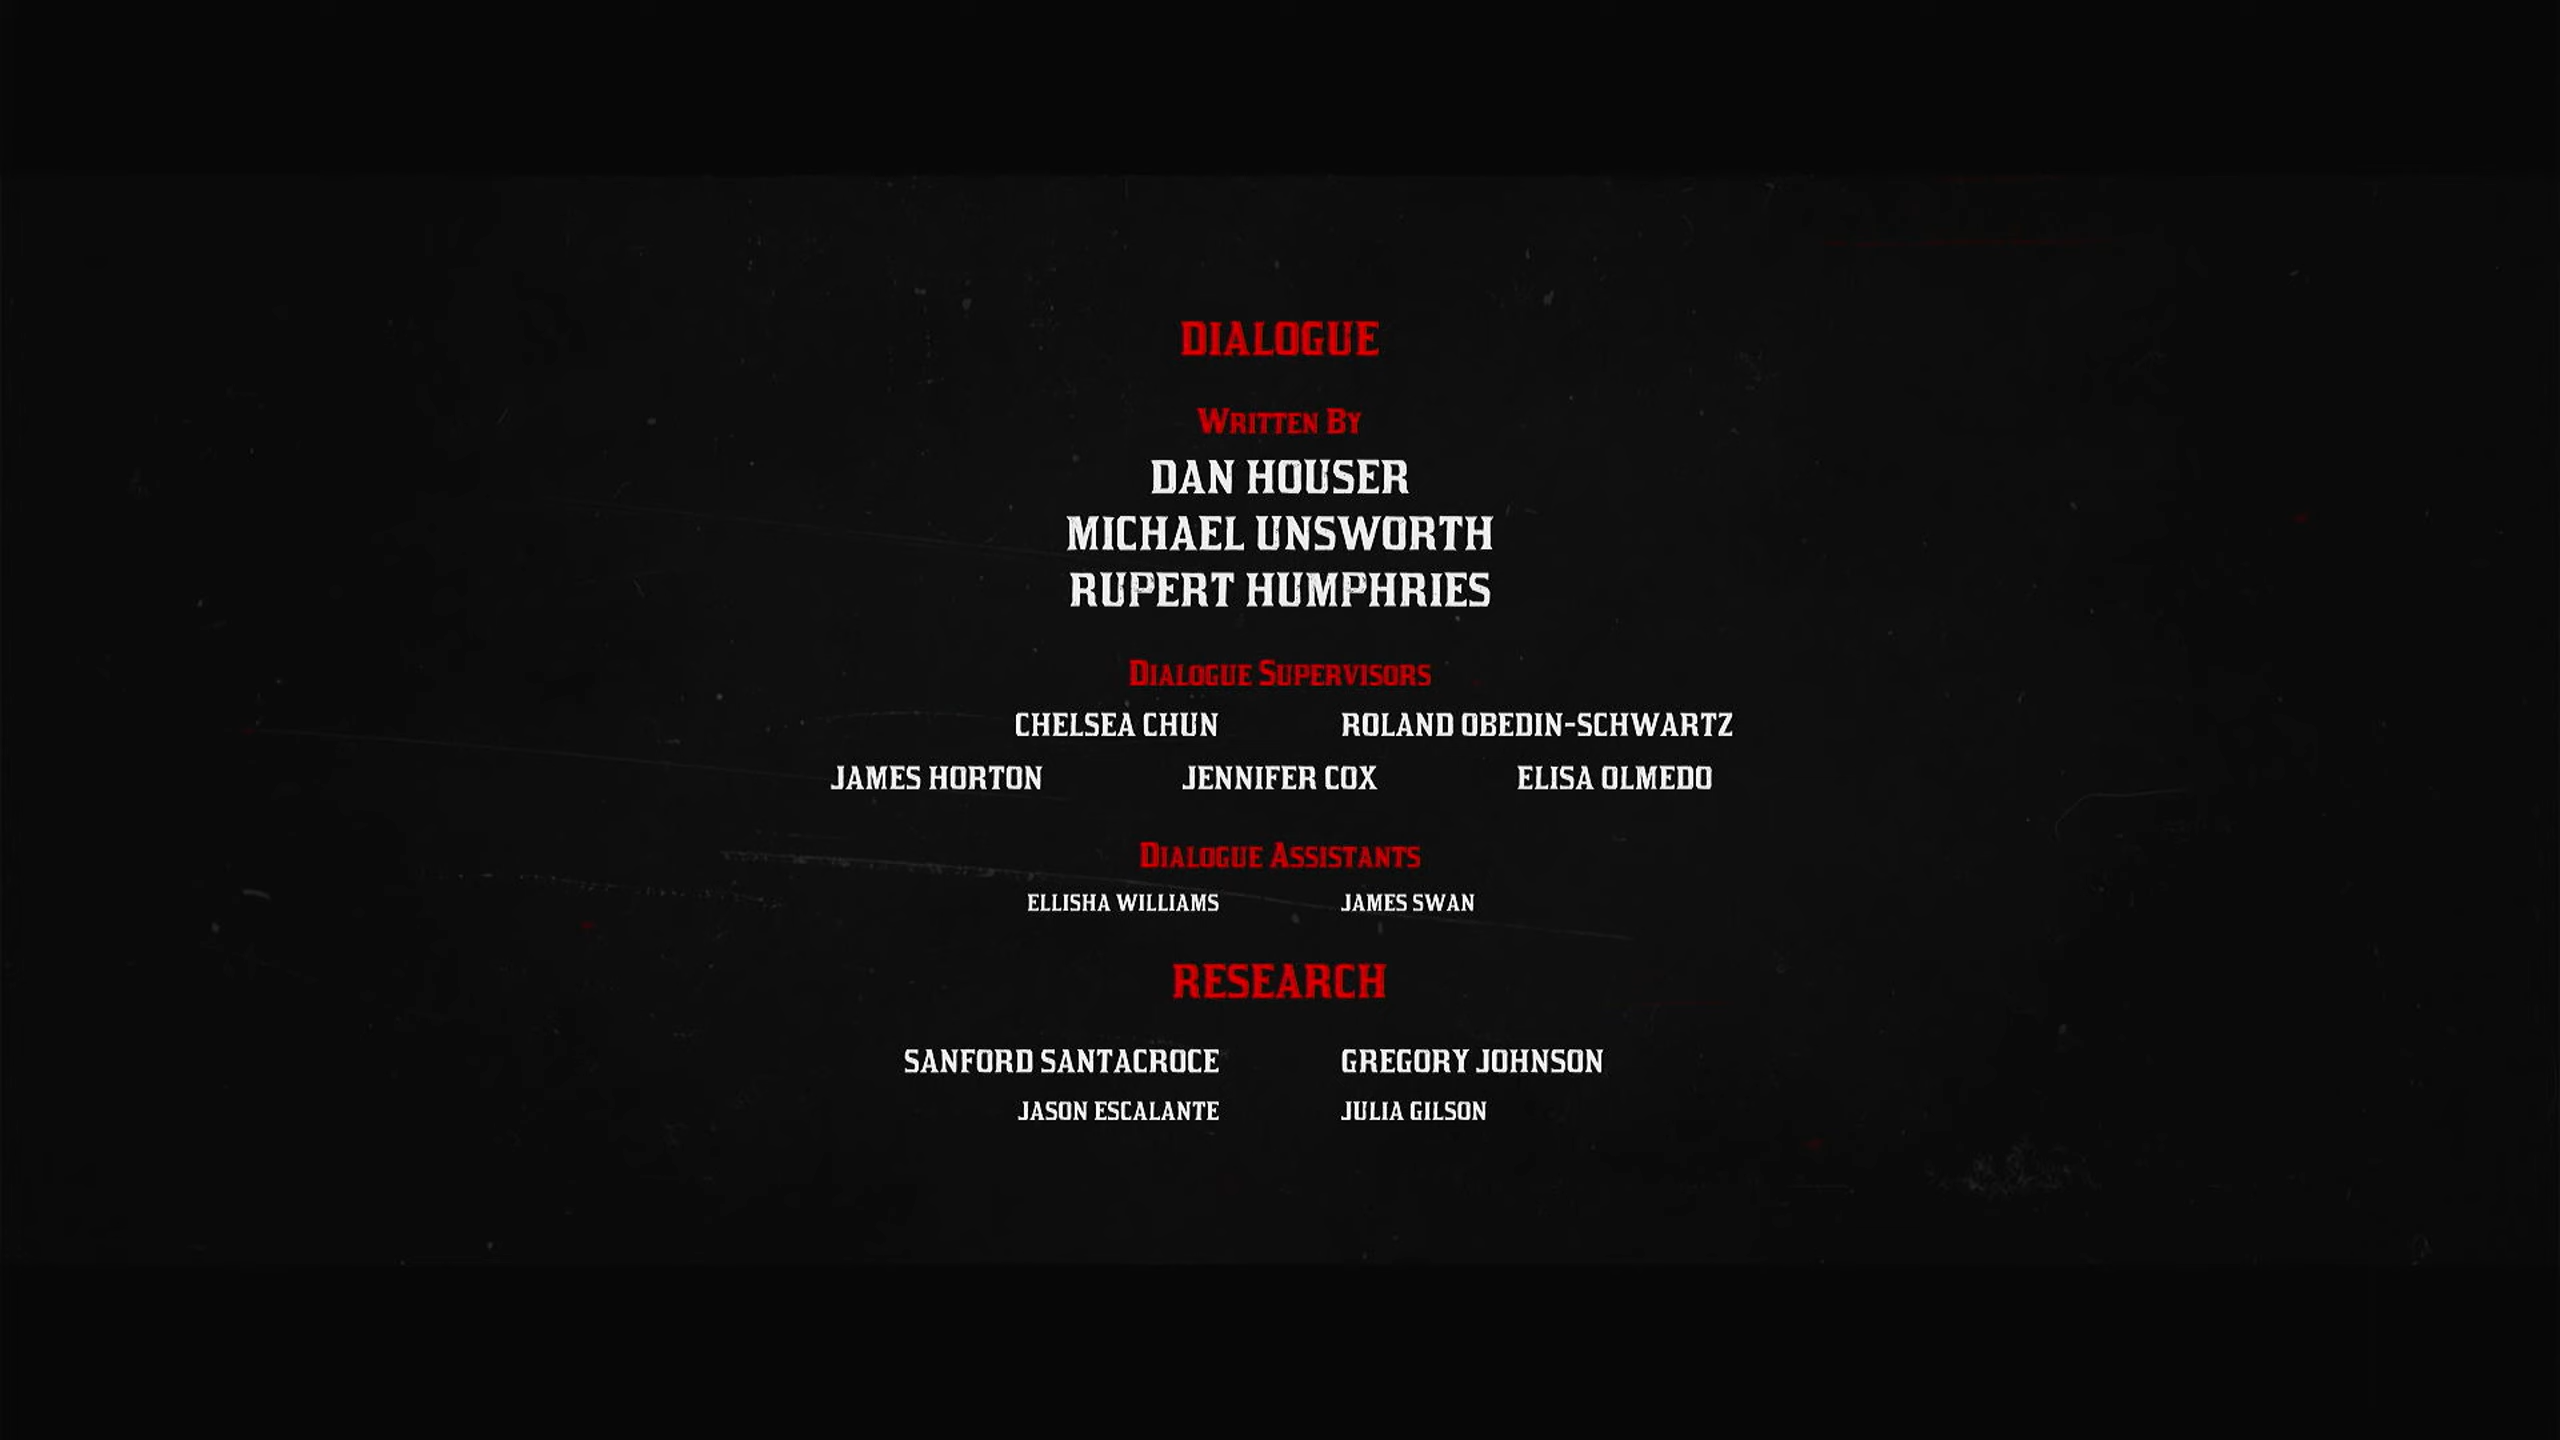 DIALOGUE
WRITTEN BY
DAN HOUSER
MICHAEL UNSWORTH
RUPERT HUMPHRIES
DIALOGUE SUPERVISORS
CHELSEA CHUN ROLAND OBEDIN-SCHWARTZ
JAMES HORTON JENNIFER COX ELISA OLMEDO
DIALOGUE ASSISTANTS
ELLISHA WILLIAMS JAMES SWAN
RESEARCH
SANFORD SANTACROCE GREGORY JOHNSON
JASON ESCALANTE JULIA GILSON